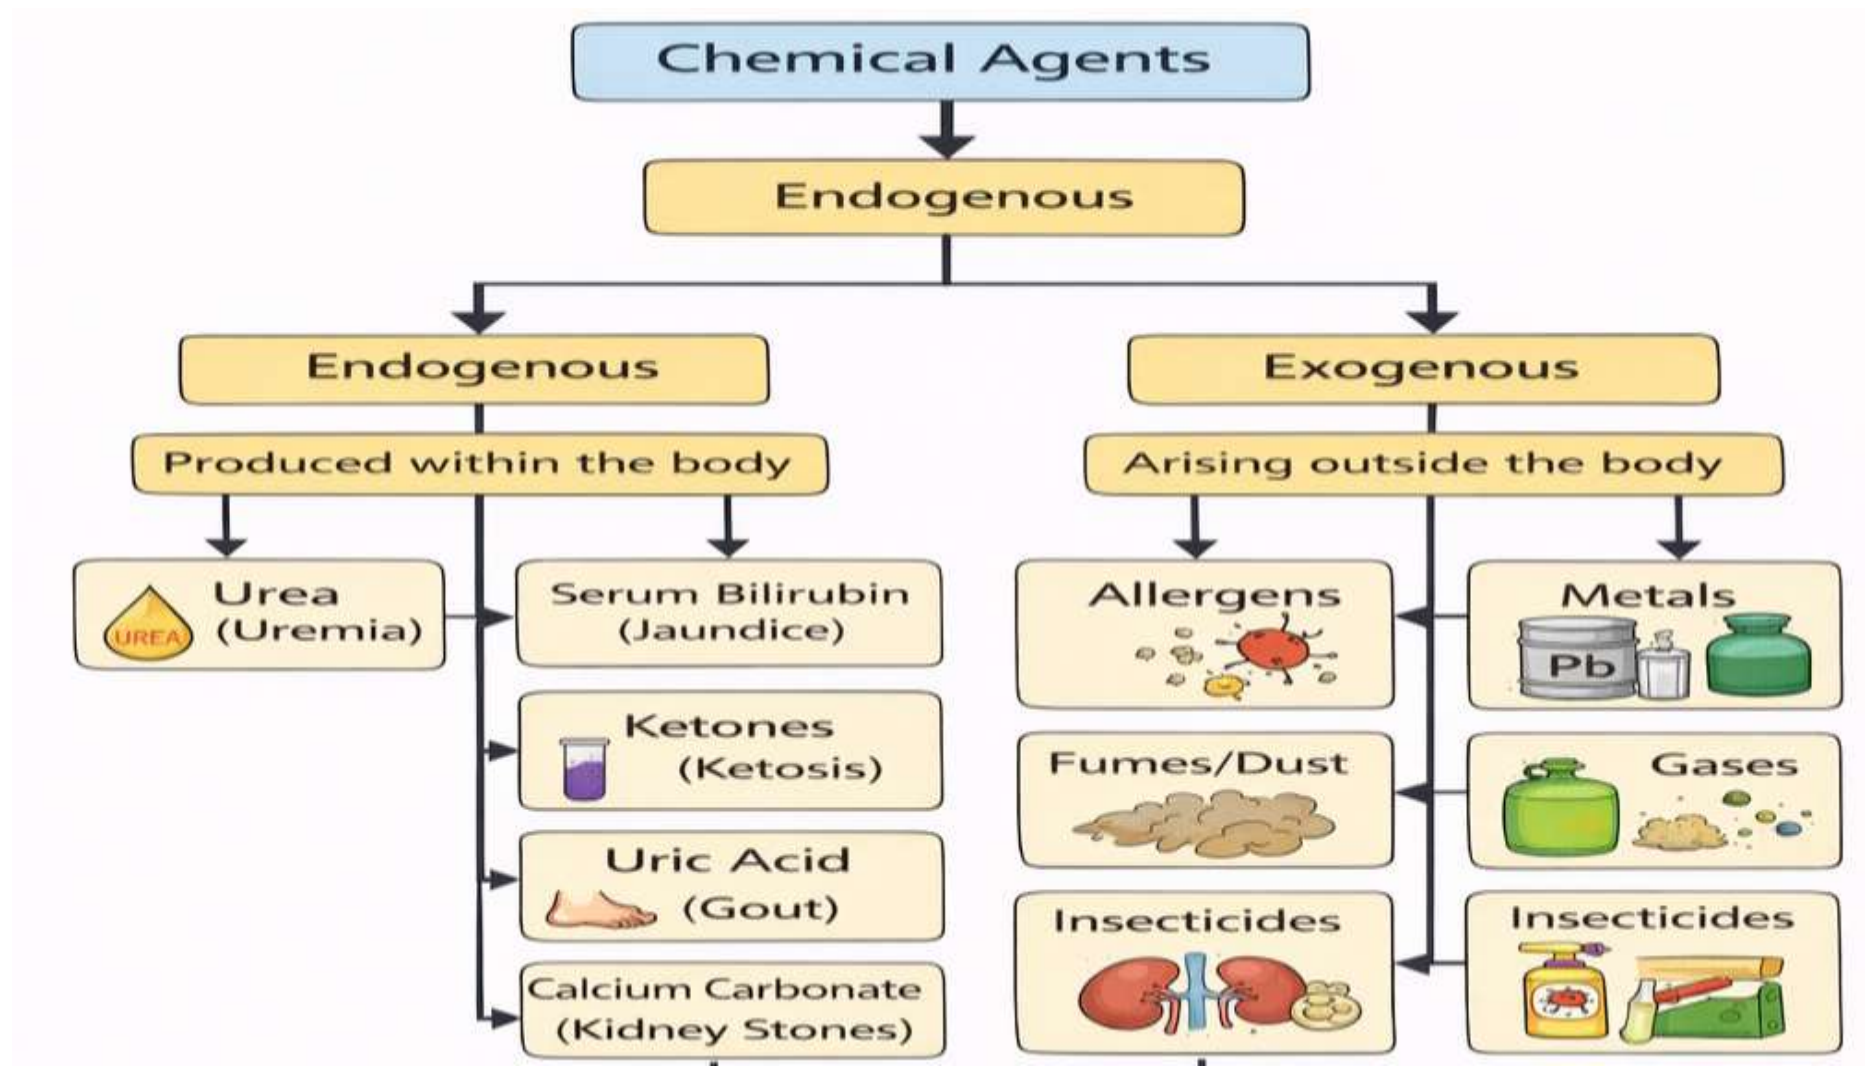 Chemical Agents
Endogenous
Endogenous
Produced within the body
Urea
(Uremia)
UREA
Serum Bilirubin
(Jaundice)
Ketones
(Ketosis)
Uric Acid
(Gout)
Calcium Carbonate
(Kidney Stones)
Exogenous
Arising outside the body
Allergens
Metals
Pb
Fumes/Dust
Gases
Insecticides
Insecticides